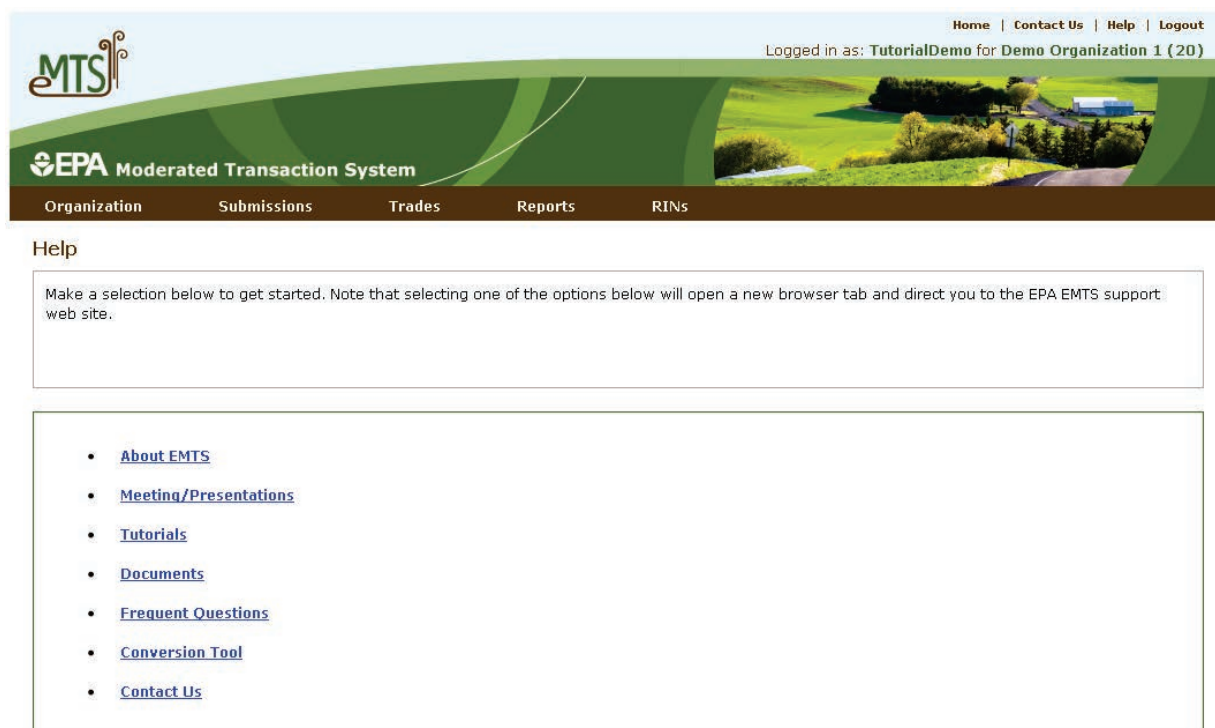 Home | Contact Us | Help | Logout
Logged in as: TutorialDemo for Demo Organization 1 (20)
eMTS
EPA Moderated Transaction System
Organization Submissions Trades Reports RINs
Help
Make a selection below to get started. Note that selecting one of the options below will open a new browser tab and direct you to the EPA EMTS support
web site.
• About EMTS
• Meeting/Presentations
• Tutorials
• Documents
• Frequent Questions
• Conversion Tool
• Contact Us